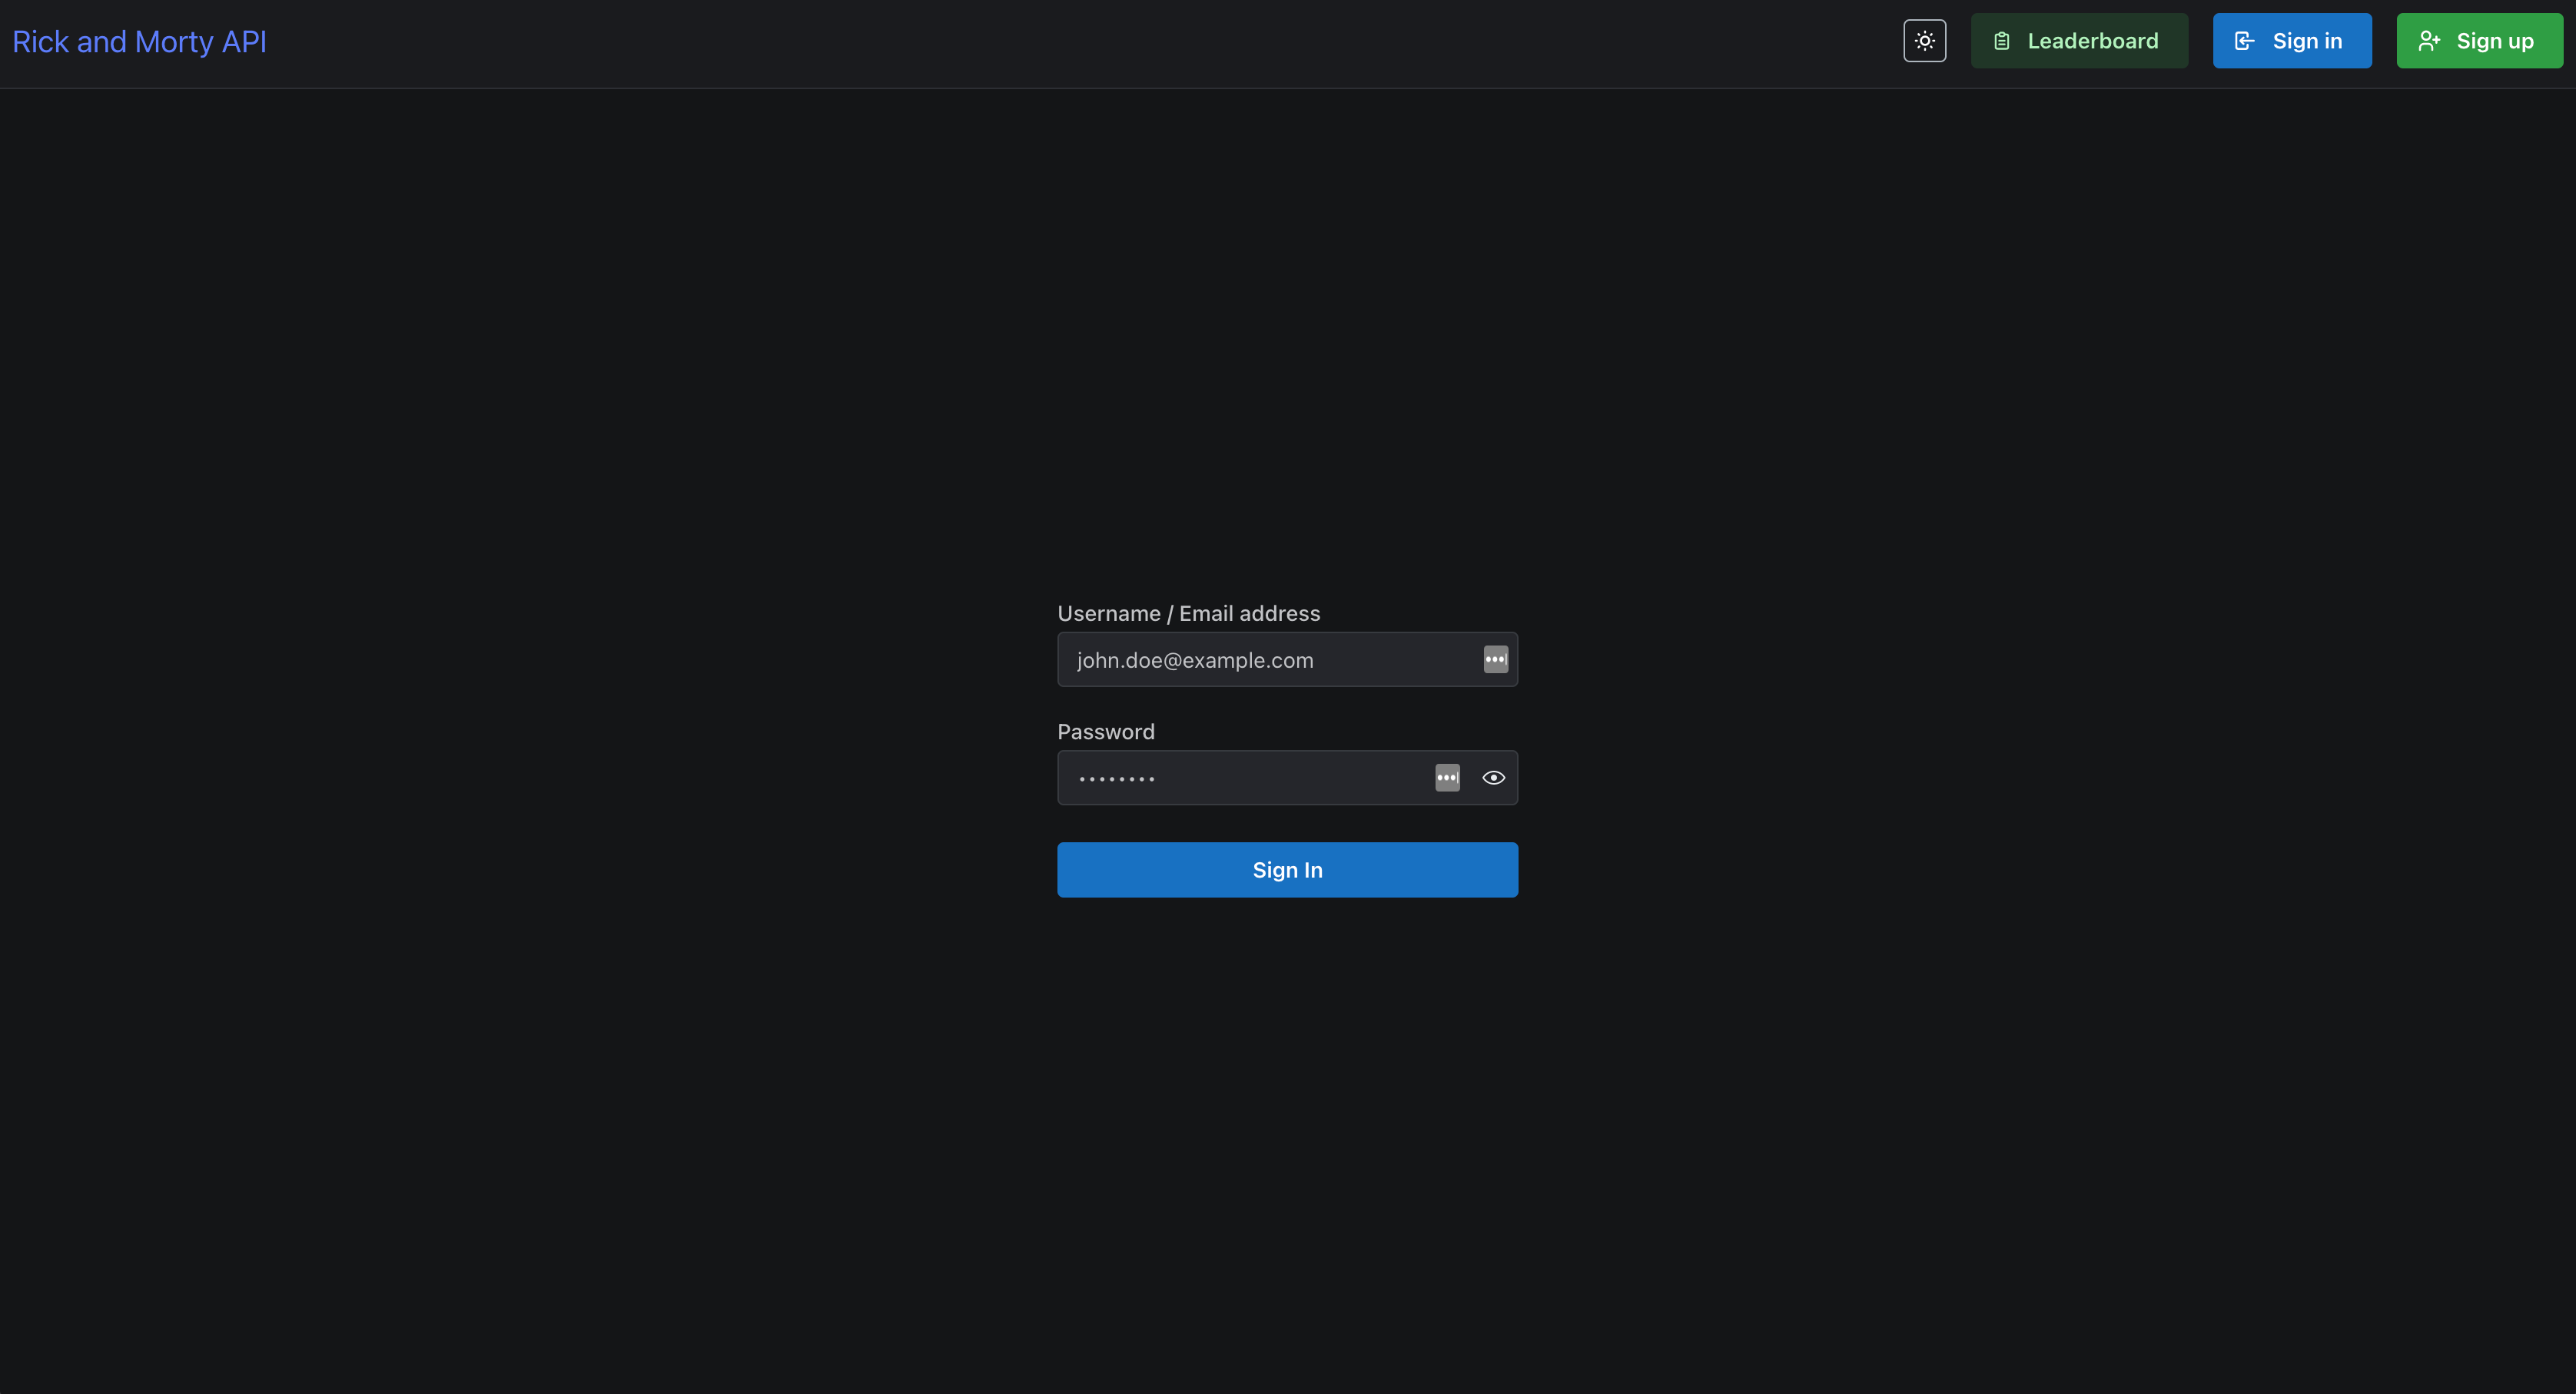 Rick and Morty API
Leaderboard
Sign in
Sign up
Username / Email address
john.doe@example.com
Password
••••••••
Sign In